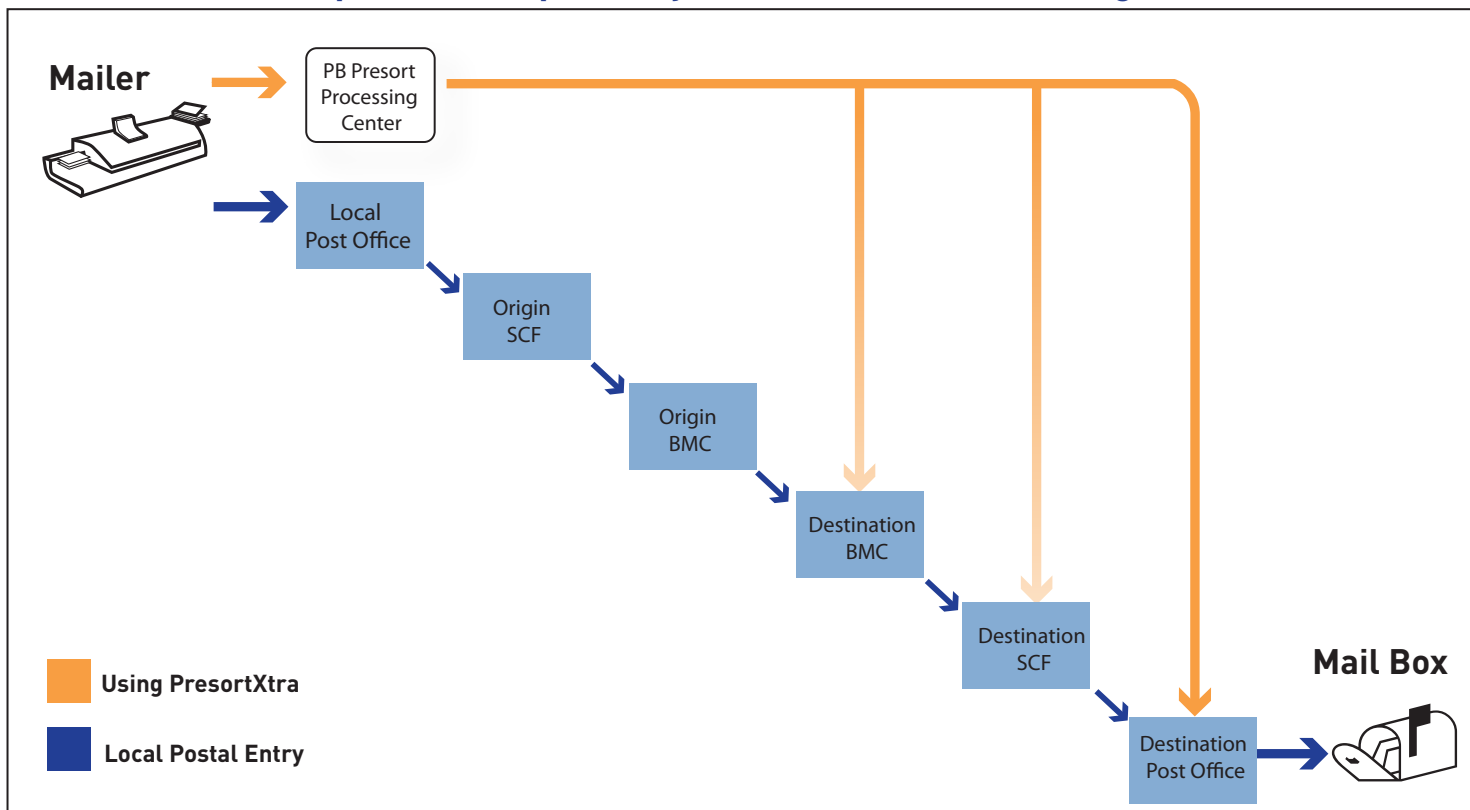 Mailer
PB Presort
Processing
Center
Local
Post Office
Origin
SCF
Origin
BMC
Destination
BMC
Destination
SCF
Mail Box
Destination
Post Office
Using PresortXtra
Local Postal Entry